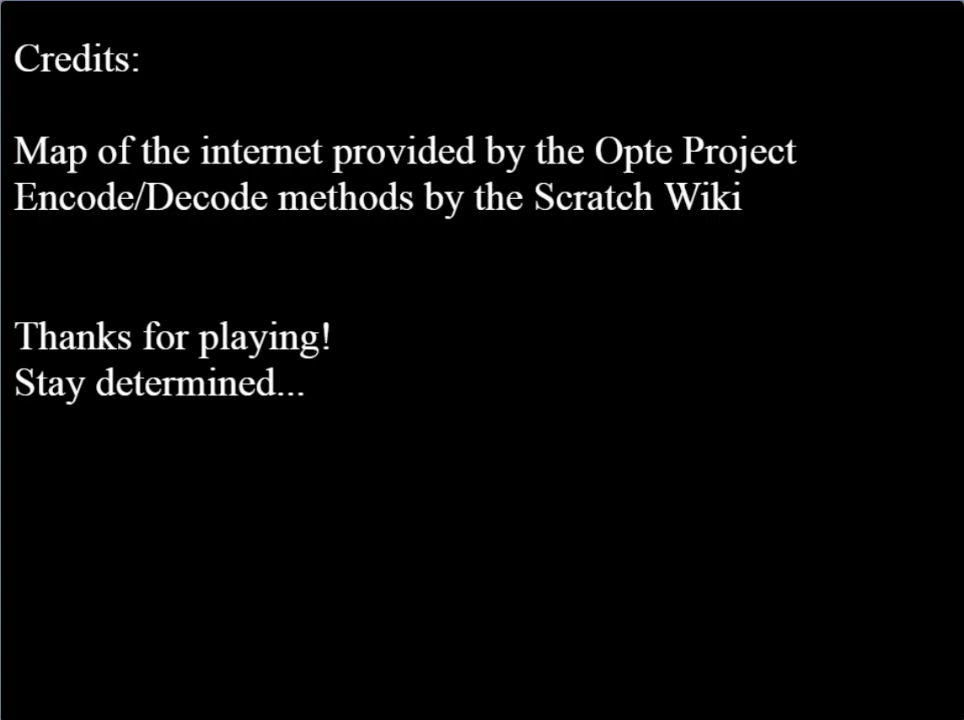 Credits:
Map of the internet provided by the Opte Project
Encode/Decode methods by the Scratch Wiki
Thanks for playing!
Stay determined...